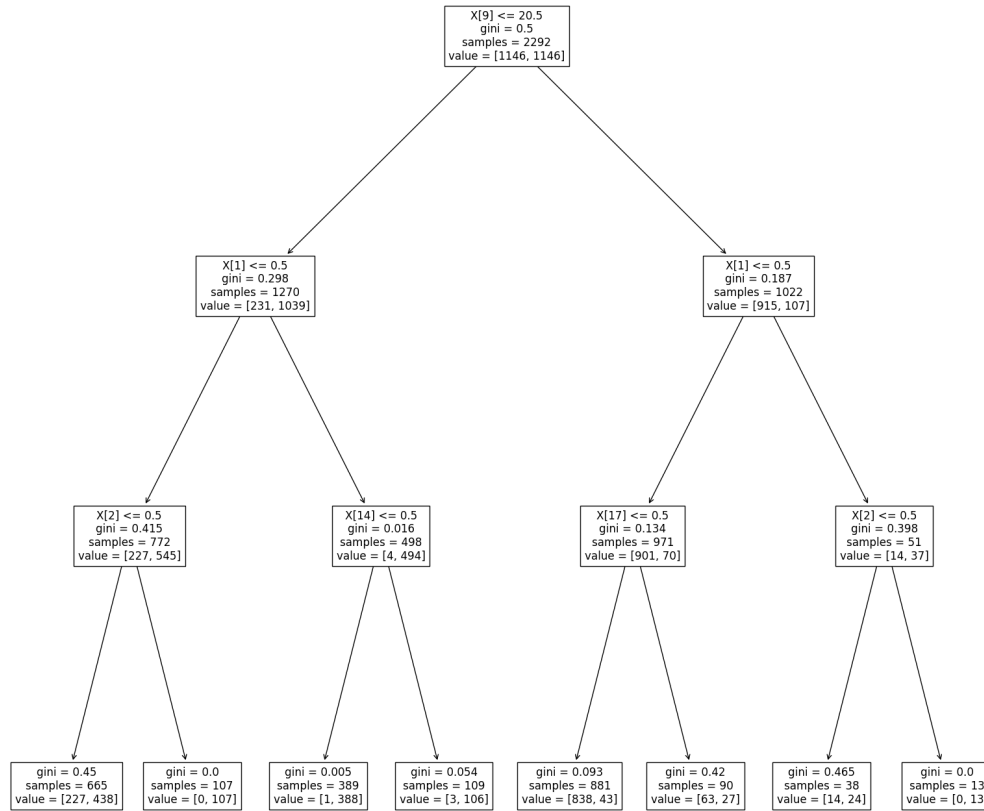 X[9] <= 20.5
gini = 0.5
samples = 2292
value = [1146, 1146]
X[1] <= 0.5
gini = 0.298
samples = 1270
value = [231, 1039]
X[1] <= 0.5
gini = 0.187
samples = 1022
value = [915, 107]
X[2] <= 0.5
gini = 0.415
samples = 772
value = [227, 545]
X[14] <= 0.5
gini = 0.016
samples = 498
value = [4, 494]
X[17] <= 0.5
gini = 0.134
samples = 971
value = [901, 70]
X[2] <= 0.5
gini = 0.398
samples = 51
value = [14, 37]
gini = 0.45
samples = 665
value = [227, 438]
gini = 0.0
samples = 107
value = [0, 107]
gini = 0.005
samples = 389
value = [1, 388]
gini = 0.054
samples = 109
value = [3, 106]
gini = 0.093
samples = 881
value = [838, 43]
gini = 0.42
samples = 90
value = [63, 27]
gini = 0.465
samples = 38
value = [14, 24]
gini = 0.0
samples = 13
value = [0, 13